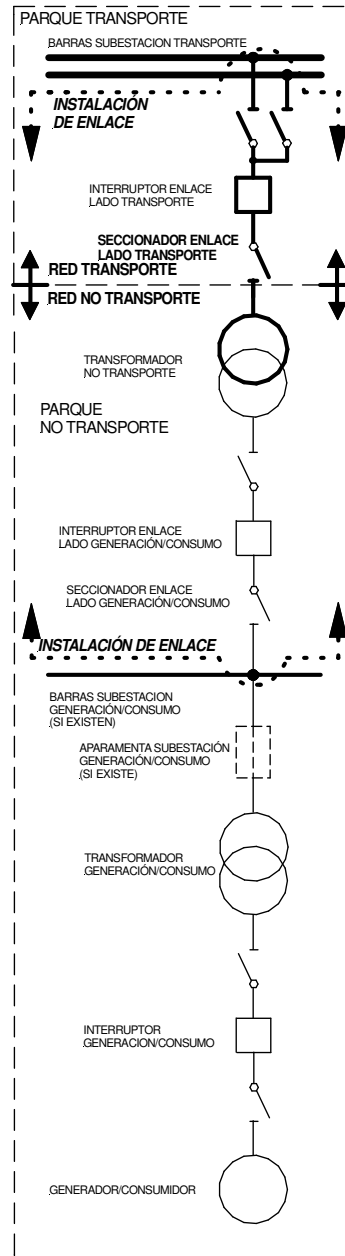 PARQUE TRANSPORTE
BARRAS SUBESTACION TRANSPORTE
INSTALACIÓN
DE ENLACE
INTERRUPTOR ENLACE
LADO TRANSPORTE
SECCIONADOR ENLACE
LADO TRANSPORTE
RED TRANSPORTE
RED NO TRANSPORTE
TRANSFORMADOR
NO TRANSPORTE
PARQUE
NO TRANSPORTE
INTERRUPTOR ENLACE
LADO GENERACIÓN/CONSUMO
SECCIONADOR ENLACE
LADO GENERACIÓN/CONSUMO
INSTALACIÓN DE ENLACE
BARRAS SUBESTACION
GENERACIÓN/CONSUMO
(SI EXISTEN)
APARAMENTA SUBESTACIÓN
GENERACIÓN/CONSUMO
(SI EXISTE)
TRANSFORMADOR
GENERACIÓN/CONSUMO
INTERRUPTOR
GENERACION/CONSUMO
GENERADOR/CONSUMIDOR